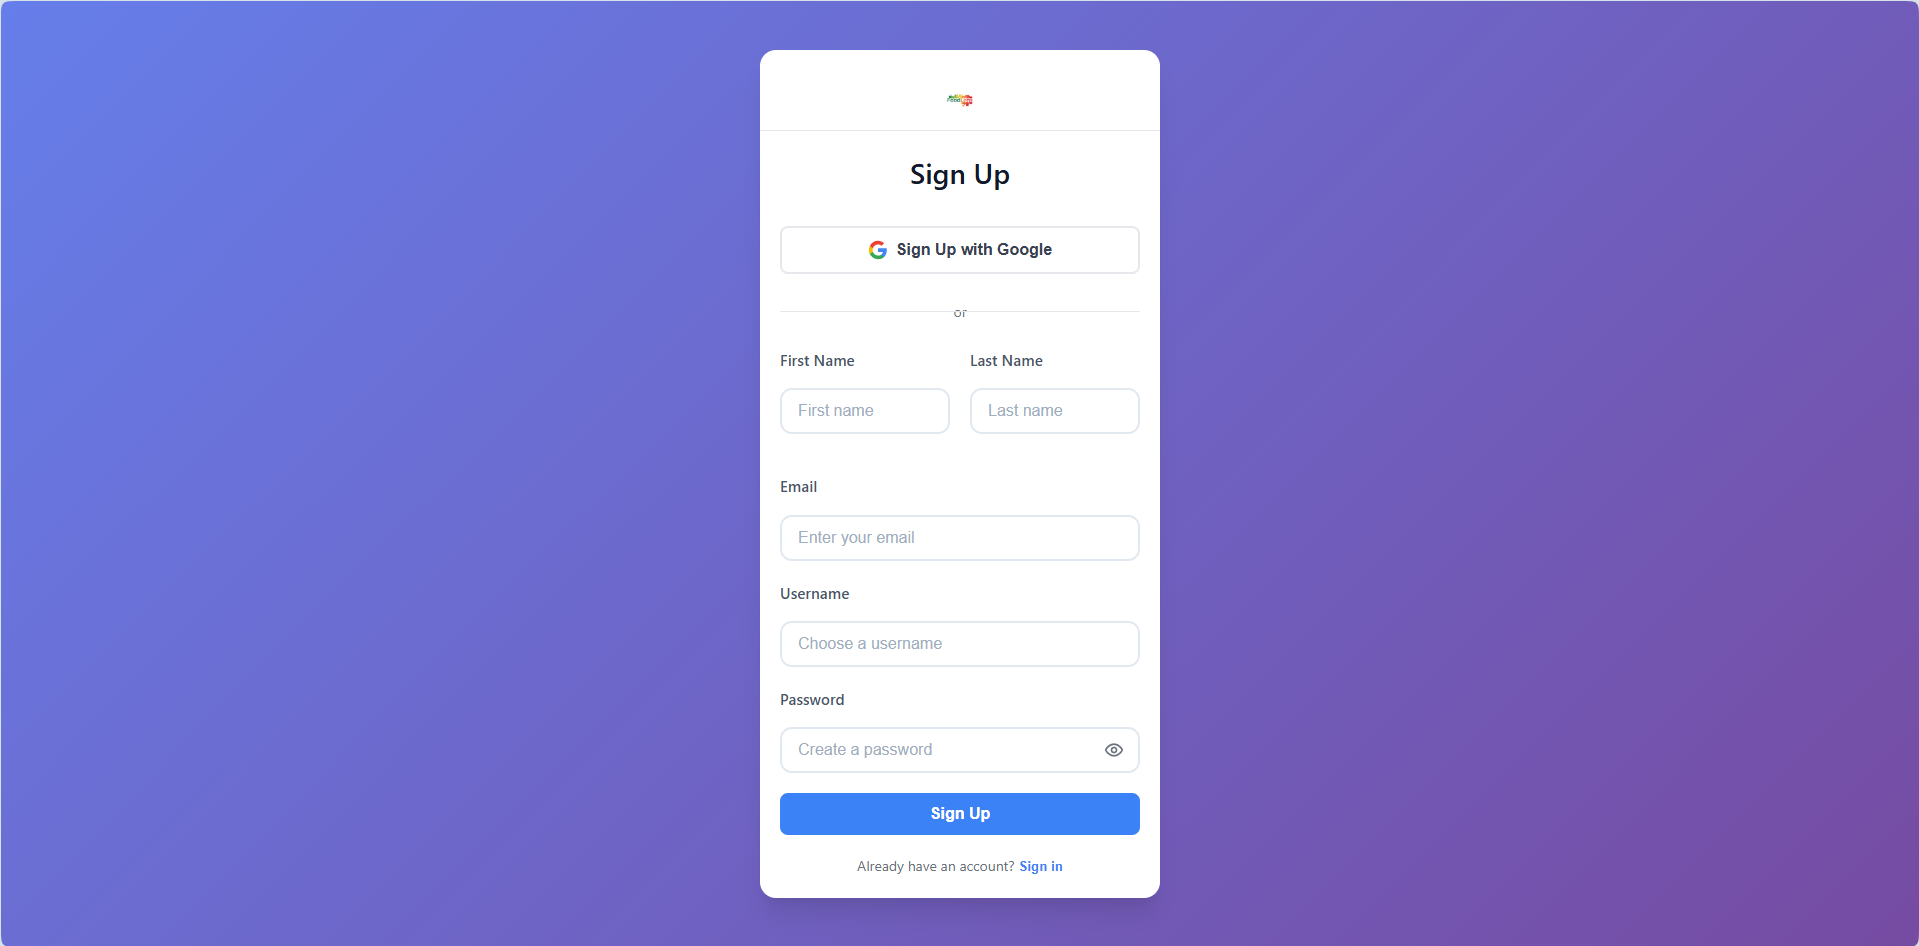 Sign Up
Sign Up with Google
or
First Name Last Name
First name Last name
Email
Enter your email
Username
Choose a username
Password
Create a password
Sign Up
Already have an account? Sign in